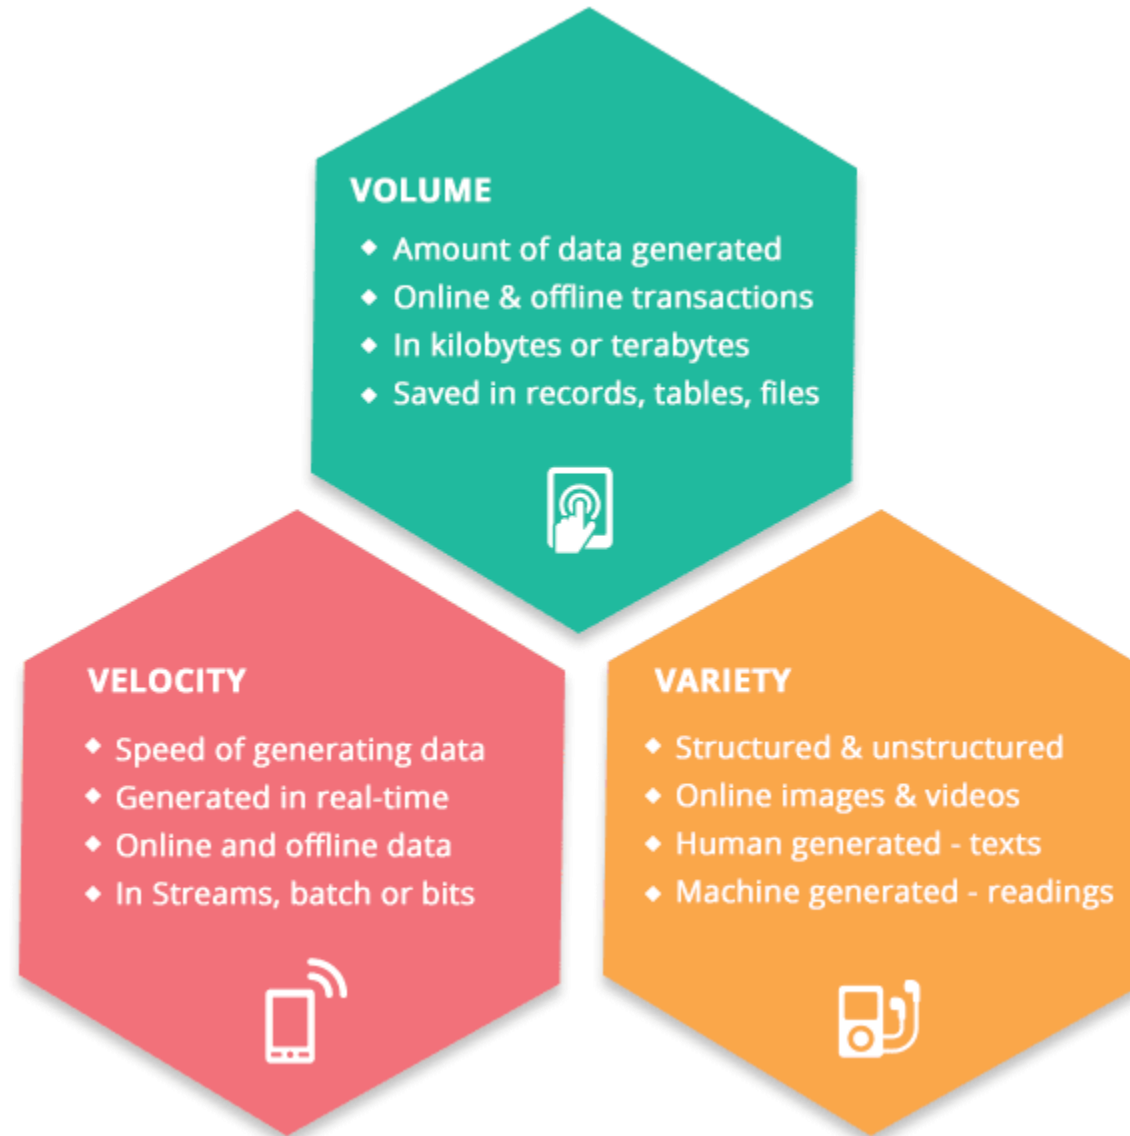 VOLUME
Amount of data generated
Online & offline transactions
In kilobytes or terabytes
Saved in records, tables, files
VELOCITY
Speed of generating data
Generated in real-time
Online and offline data
In Streams, batch or bits
VARIETY
Structured & unstructured
Online images & videos
Human generated - texts
Machine generated - readings